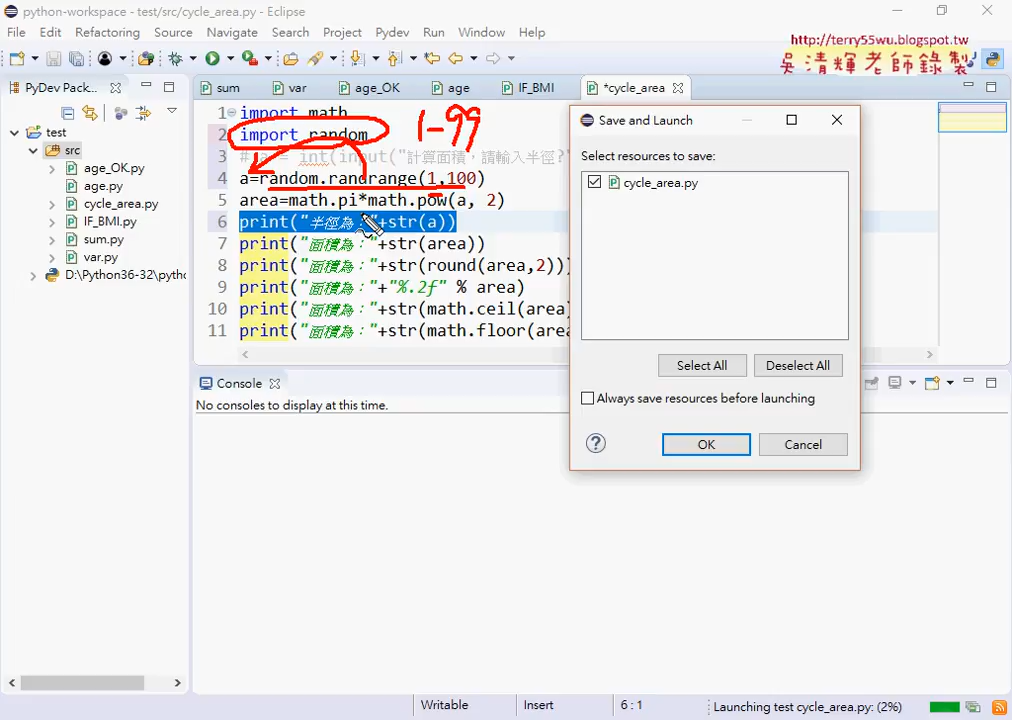 python-workspace - test/src/cycle_area.py - Eclipse
File Edit Refactoring Source Navigate Search Project Pydev Run Window Help
http://terry55wu.blogspot.tw
吳清輝老師錄製
PyDev Pack...
sum var age_OK age IF_BMI *cycle_area
test
src
age_OK.py
age.py
cycle_area.py
IF_BMI.py
sum.py
var.py
D:\Python36-32\pytho
1 import math
2 import random
1-99
3 # a = int(input("計算面積，請輸入半徑?"
4 a=random.randrange(1,100)
5 area=math.pi*math.pow(a, 2)
6 print("半徑為："+str(a))
7 print("面積為："+str(area))
8 print("面積為："+str(round(area,2)))
9 print("面積為："+"%.2f" % area)
10 print("面積為："+str(math.ceil(area)
11 print("面積為："+str(math.floor(area
Save and Launch
Select resources to save:
cycle_area.py
Select All Deselect All
Always save resources before launching
OK Cancel
Console
No consoles to display at this time.
Writable Insert 6 : 1 Launching test cycle_area.py: (2%)